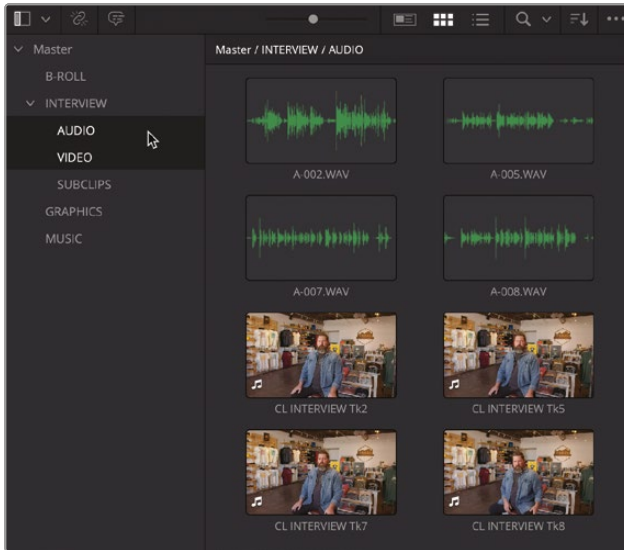 Master
B-ROLL
INTERVIEW
AUDIO
VIDEO
SUBCLIPS
GRAPHICS
MUSIC
Master / INTERVIEW / AUDIO
A-002.WAV
A-005.WAV
A-007.WAV
A-008.WAV
CL INTERVIEW Tk2
CL INTERVIEW Tk5
CL INTERVIEW Tk7
CL INTERVIEW Tk8